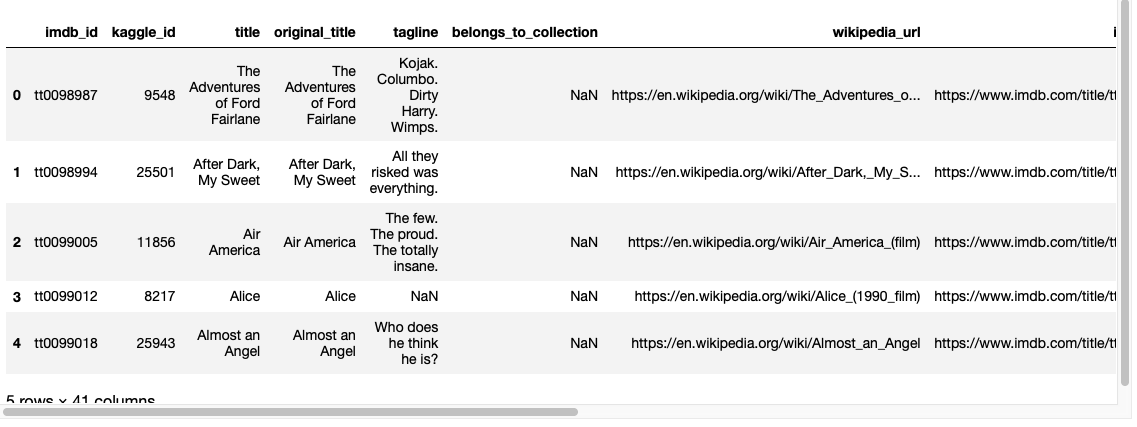 imdb_id kaggle_id title original_title tagline belongs_to_collection wikipedia_url
0 tt0098987 9548 The Adventures of Ford Fairlane The Adventures of Ford Fairlane Kojak. Columbo. Dirty Harry. Wimps. NaN https://en.wikipedia.org/wiki/The_Adventures_o... https://www.imdb.com/title/tt
1 tt0098994 25501 After Dark, My Sweet After Dark, My Sweet All they risked was everything. NaN https://en.wikipedia.org/wiki/After_Dark,_My_S... https://www.imdb.com/title/tt
2 tt0099005 11856 Air America Air America The few. The proud. The totally insane. NaN https://en.wikipedia.org/wiki/Air_America_(film) https://www.imdb.com/title/tt
3 tt0099012 8217 Alice Alice NaN NaN https://en.wikipedia.org/wiki/Alice_(1990_film) https://www.imdb.com/title/tt
4 tt0099018 25943 Almost an Angel Almost an Angel Who does he think he is? NaN https://en.wikipedia.org/wiki/Almost_an_Angel https://www.imdb.com/title/tt
5 rows × 41 columns